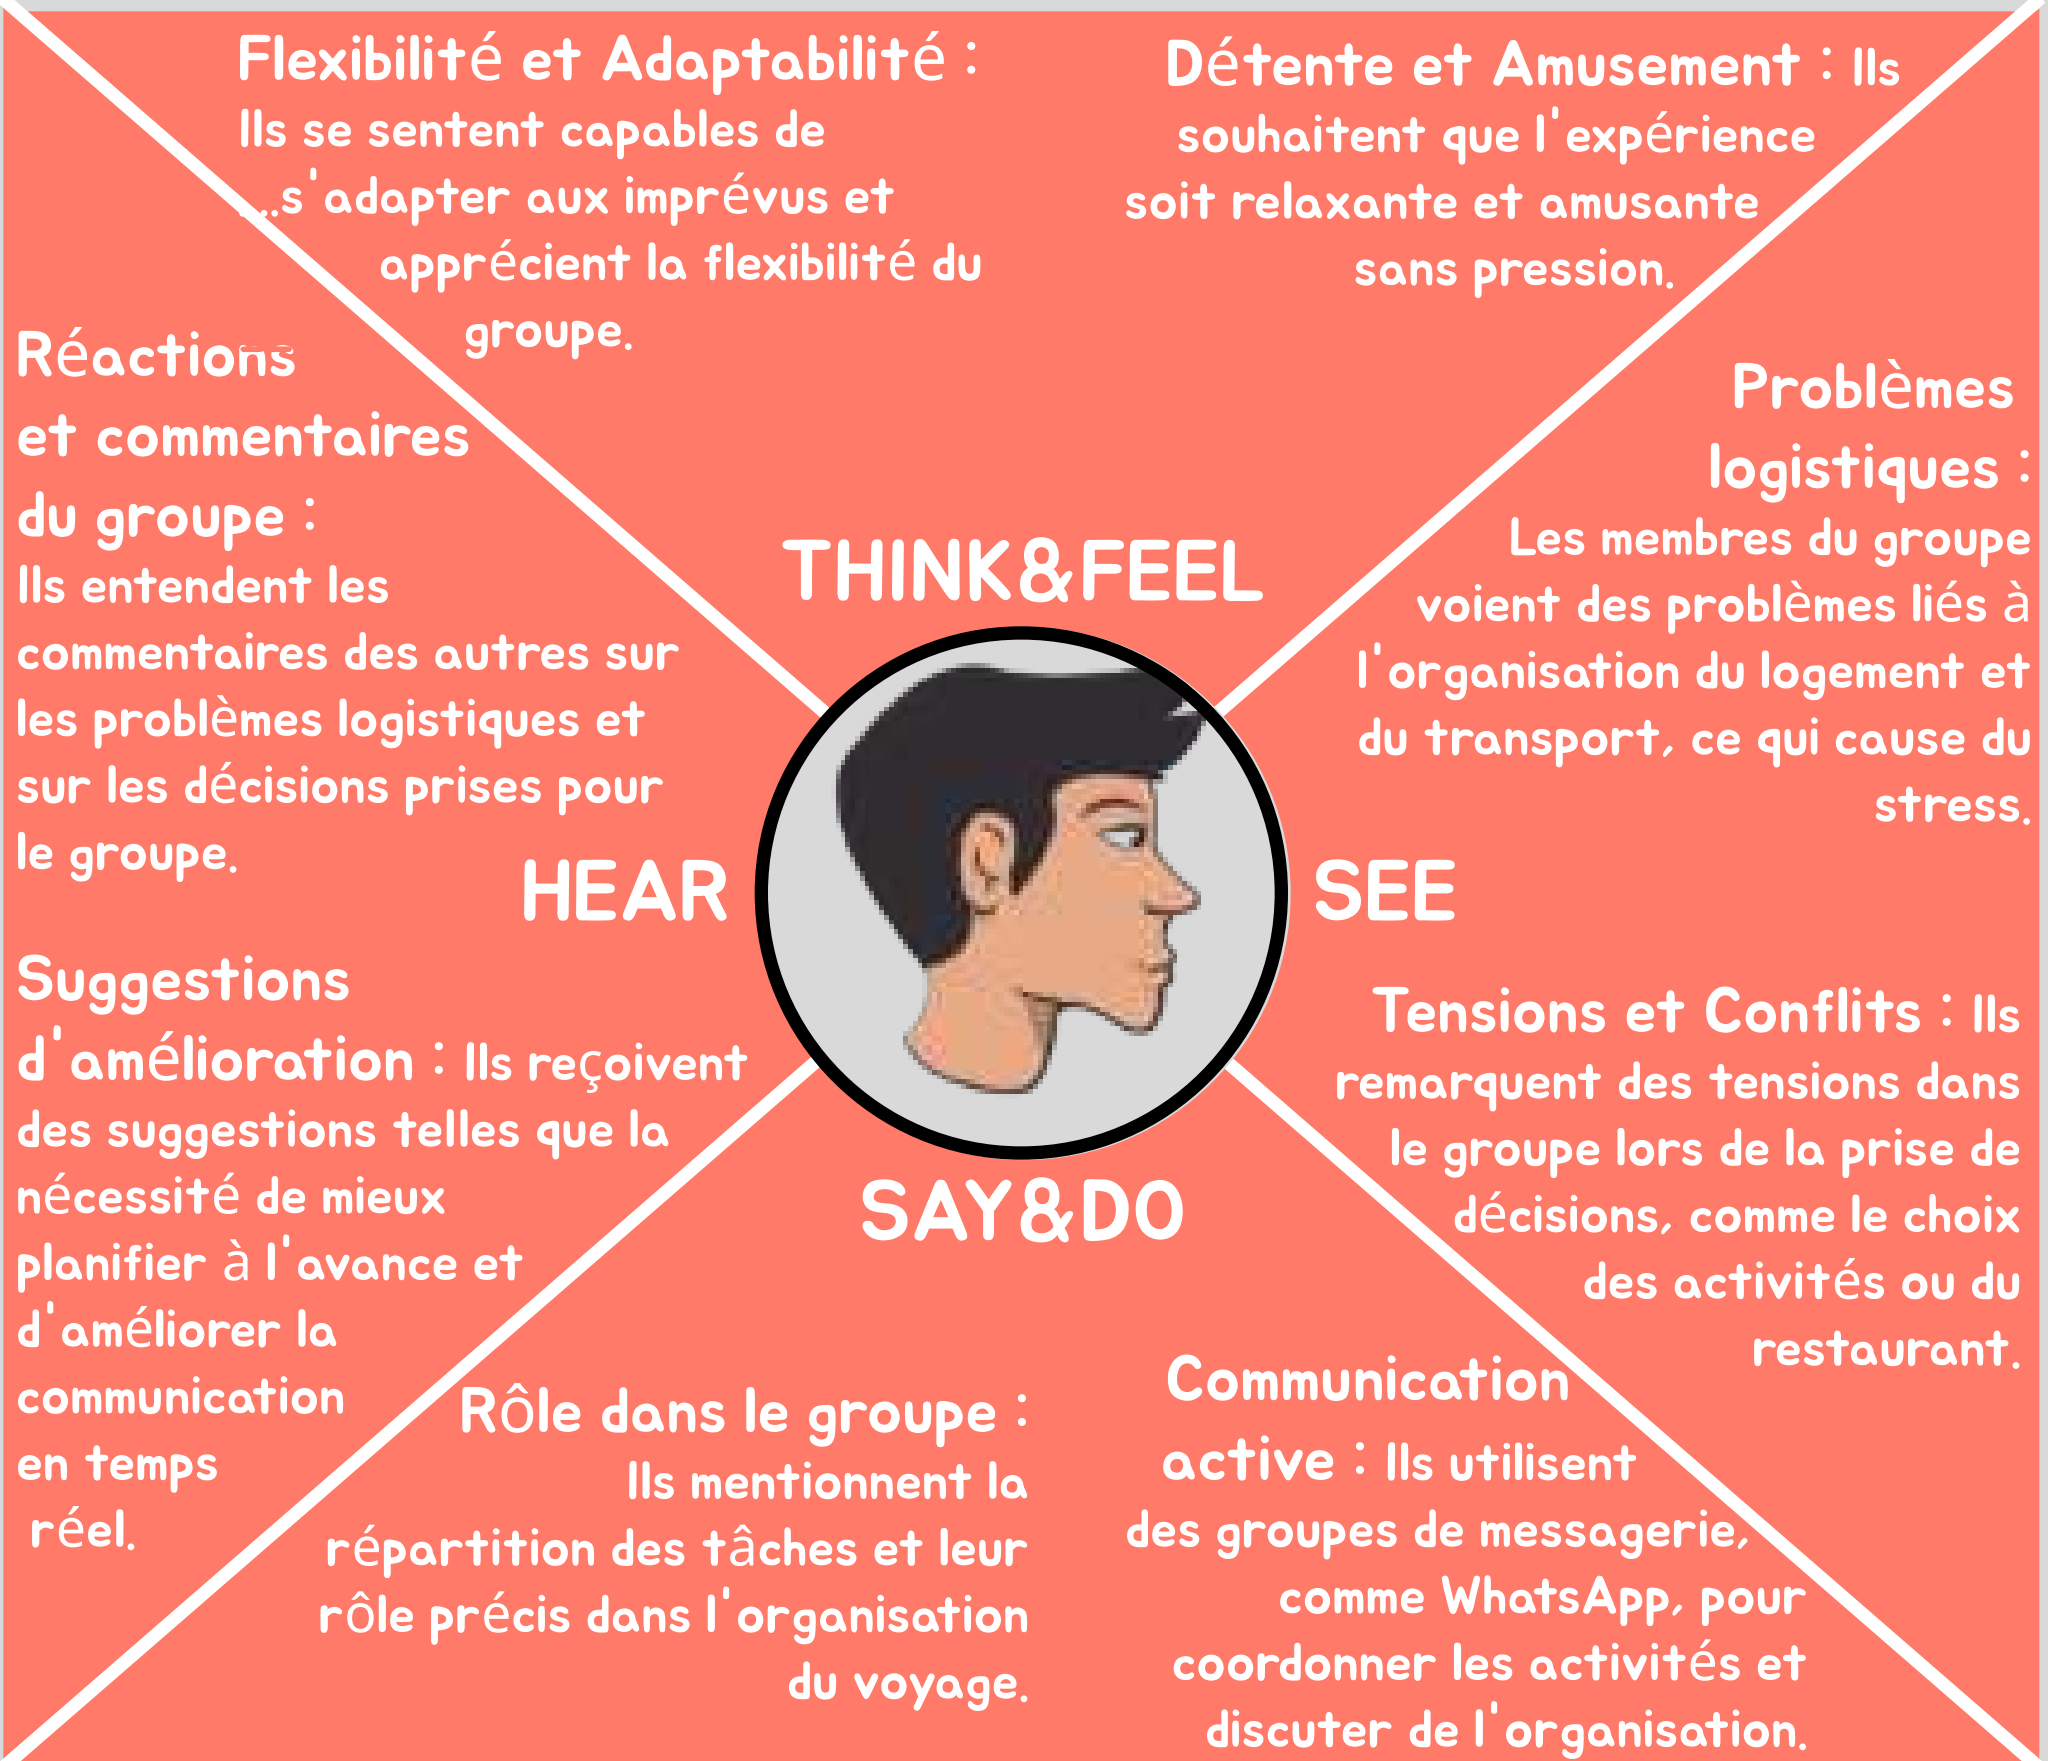 Flexibilité et Adaptabilité :
Ils se sentent capables de
...s'adapter aux imprévus et
apprécient la flexibilité du
groupe.
Détente et Amusement : Ils
souhaitent que l'expérience
soit relaxante et amusante
sans pression.
THINK&FEEL
Réactions
et commentaires
du groupe :
Ils entendent les
commentaires des autres sur
les problèmes logistiques et
sur les décisions prises pour
le groupe.
HEAR
Suggestions
d'amélioration : Ils reçoivent
des suggestions telles que la
nécessité de mieux
planifier à l'avance et
d'améliorer la
communication
en temps
réel.
Problèmes
logistiques :
Les membres du groupe
voient des problèmes liés à
l'organisation du logement et
du transport, ce qui cause du
stress.
SEE
Tensions et Conflits : Ils
remarquent des tensions dans
le groupe lors de la prise de
décisions, comme le choix
des activités ou du
restaurant.
SAY&DO
Rôle dans le groupe :
Ils mentionnent la
répartition des tâches et leur
rôle précis dans l'organisation
du voyage.
Communication
active : Ils utilisent
des groupes de messagerie,
comme WhatsApp, pour
coordonner les activités et
discuter de l'organisation.